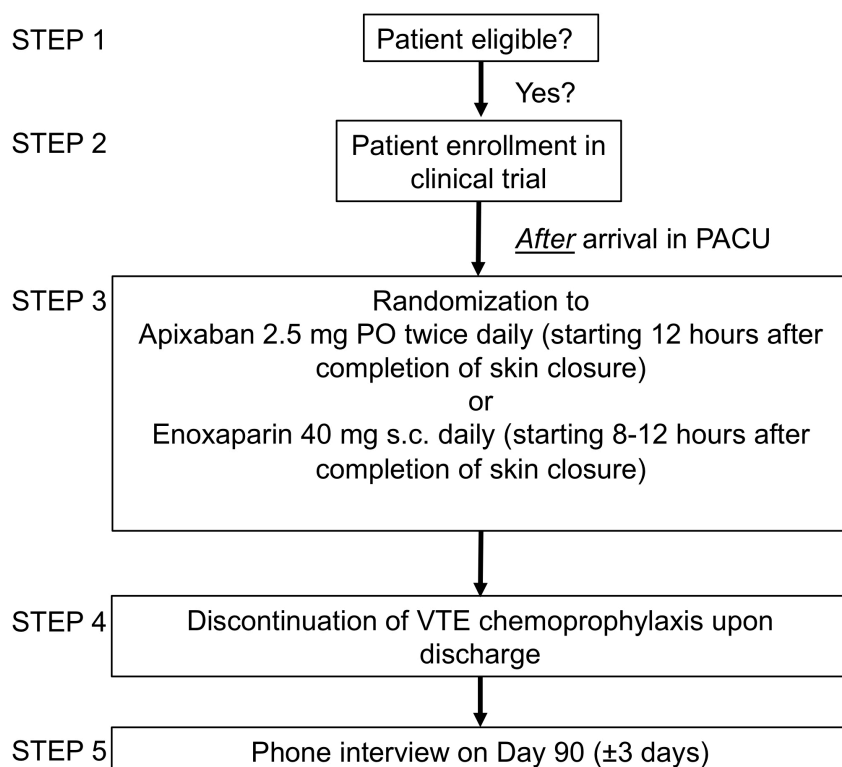 STEP 1
Patient eligible?
Yes?
STEP 2
Patient enrollment in
clinical trial
After arrival in PACU
STEP 3
Randomization to
Apixaban 2.5 mg PO twice daily (starting 12 hours after
completion of skin closure)
or
Enoxaparin 40 mg s.c. daily (starting 8-12 hours after
completion of skin closure)
STEP 4
Discontinuation of VTE chemoprophylaxis upon
discharge
STEP 5
Phone interview on Day 90 (±3 days)